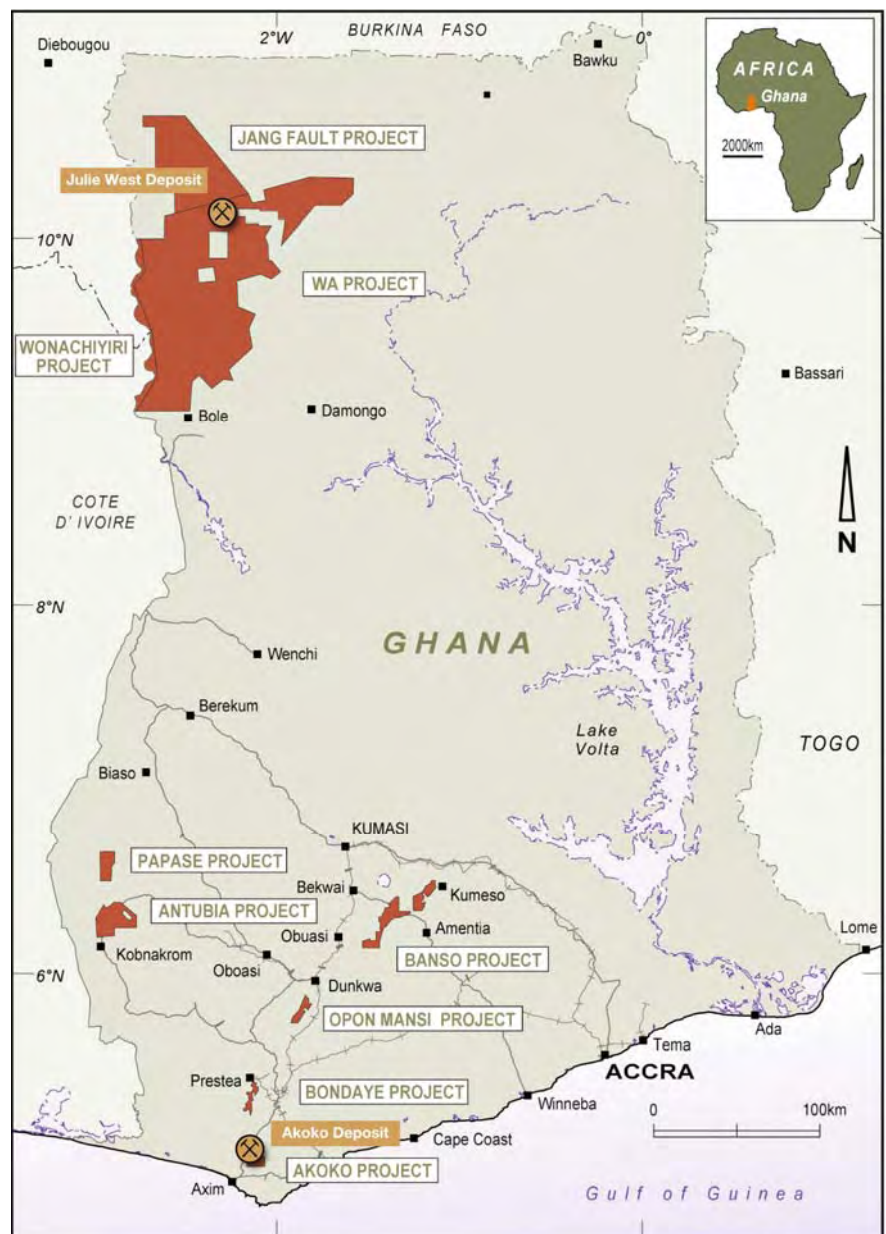 BURKINA FASO
2°W
0°
Diebougou
Bawku
AFRICA
Ghana
2000km
JANG FAULT PROJECT
Julie West Deposit
10°N
WA PROJECT
WONACHIYIRI
PROJECT
Bassari
Bole
Damongo
COTE
D' IVOIRE
N
8°N
GHANA
Wenchi
Berekum
Lake
Volta
TOGO
Biaso
KUMASI
PAPASE PROJECT
Bekwai
Kumeso
ANTUBIA PROJECT
Obuasi
Amentia
Lome
Kobnakrom
Oboasi
BANSO PROJECT
6°N
Dunkwa
OPON MANSI PROJECT
Ada
Tema
Prestea
ACCRA
BONDAYE PROJECT
Winneba
0
100km
Akoko Deposit
Cape Coast
AKOKO PROJECT
Axim
Gulf of Guinea